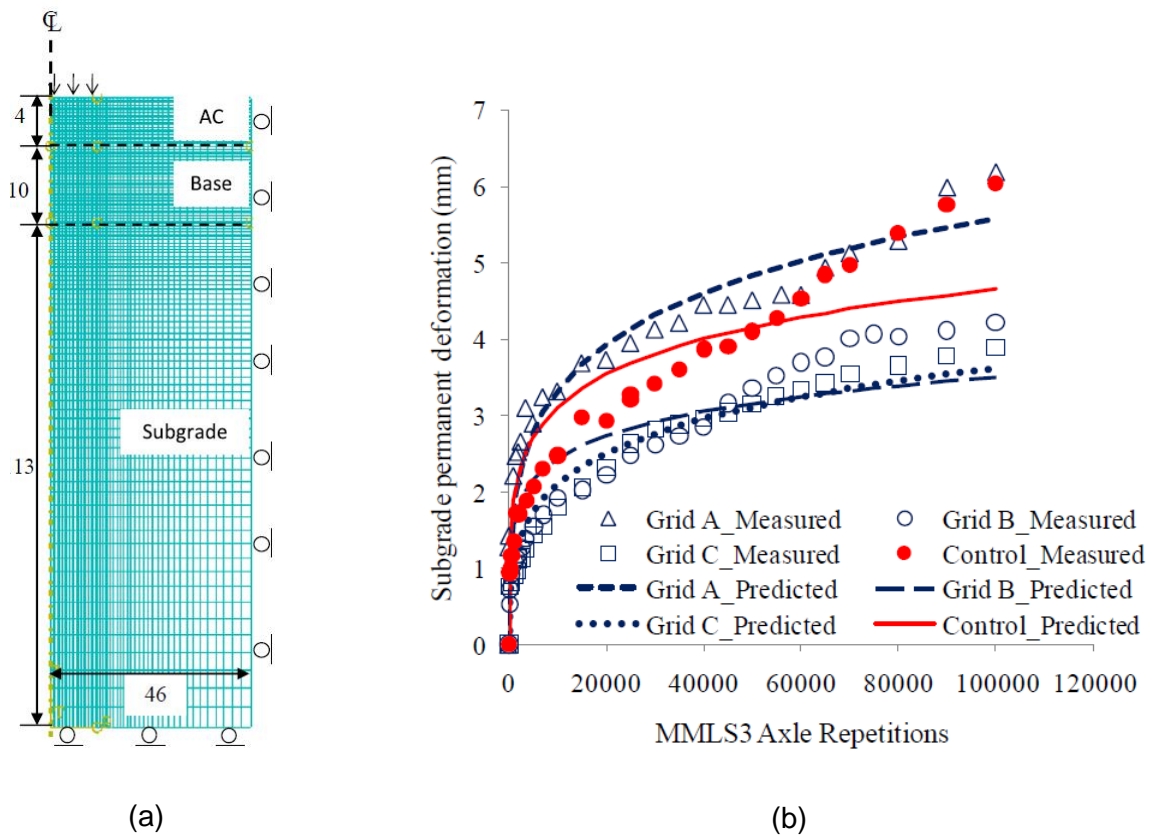 ℄
4
AC
10
Base
13
Subgrade
46
(a)
Subgrade permanent deformation (mm)
7
6
5
4
3
2
1
0
Grid A_Measured
Grid B_Measured
Grid C_Measured
Control_Measured
Grid A_Predicted
Grid B_Predicted
Grid C_Predicted
Control_Predicted
0 20000 40000 60000 80000 100000 120000
MMLS3 Axle Repetitions
(b)